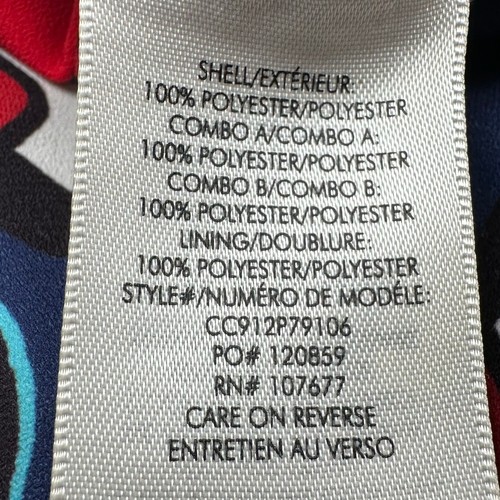 SHELL/EXTÉRIEUR:
100% POLYESTER/POLYESTER
COMBO A/COMBO A:
100% POLYESTER/POLYESTER
COMBO B/COMBO B:
100% POLYESTER/POLYESTER
LINING/DOUBLURE:
100% POLYESTER/POLYESTER
STYLE#/NUMÉRO DE MODÉLE:
CC912P79106
PO# 120859
RN# 107677
CARE ON REVERSE
ENTRETIEN AU VERSO